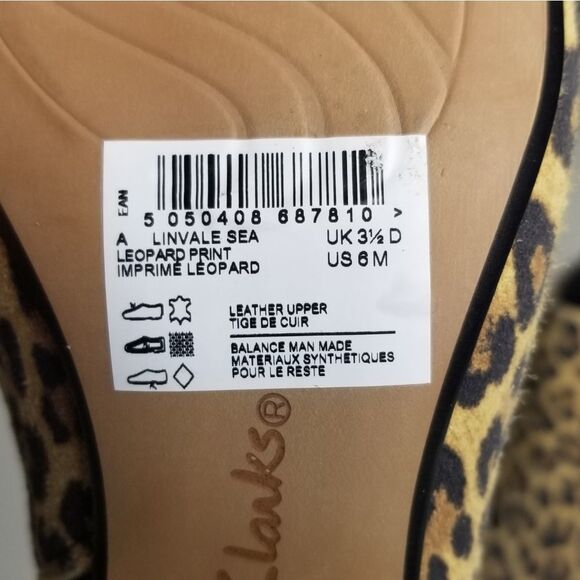 EAN
5 050408 687810 >
A LINVALE SEA UK 3½ D
LEOPARD PRINT US 6 M
IMPRIMÉ LÉOPARD
LEATHER UPPER
TIGE DE CUIR
BALANCE MAN MADE
MATERIAUX SYNTHETIQUES
POUR LE RESTE
Clarks®